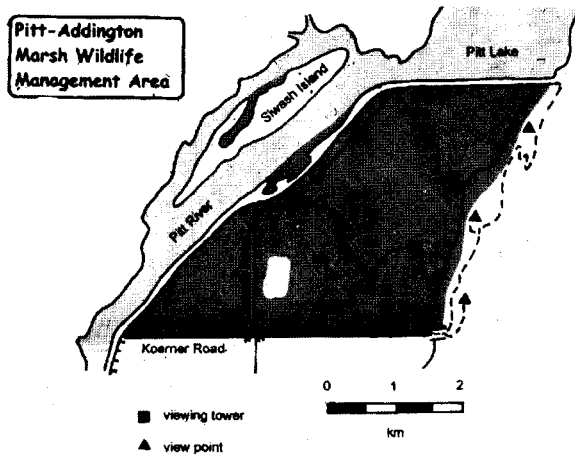 Pitt-Addington
Marsh Wildlife
Management Area
Pitt Lake
Siwash Island
Pitt River
Koerner Road
0 1 2
km
viewing tower
view point